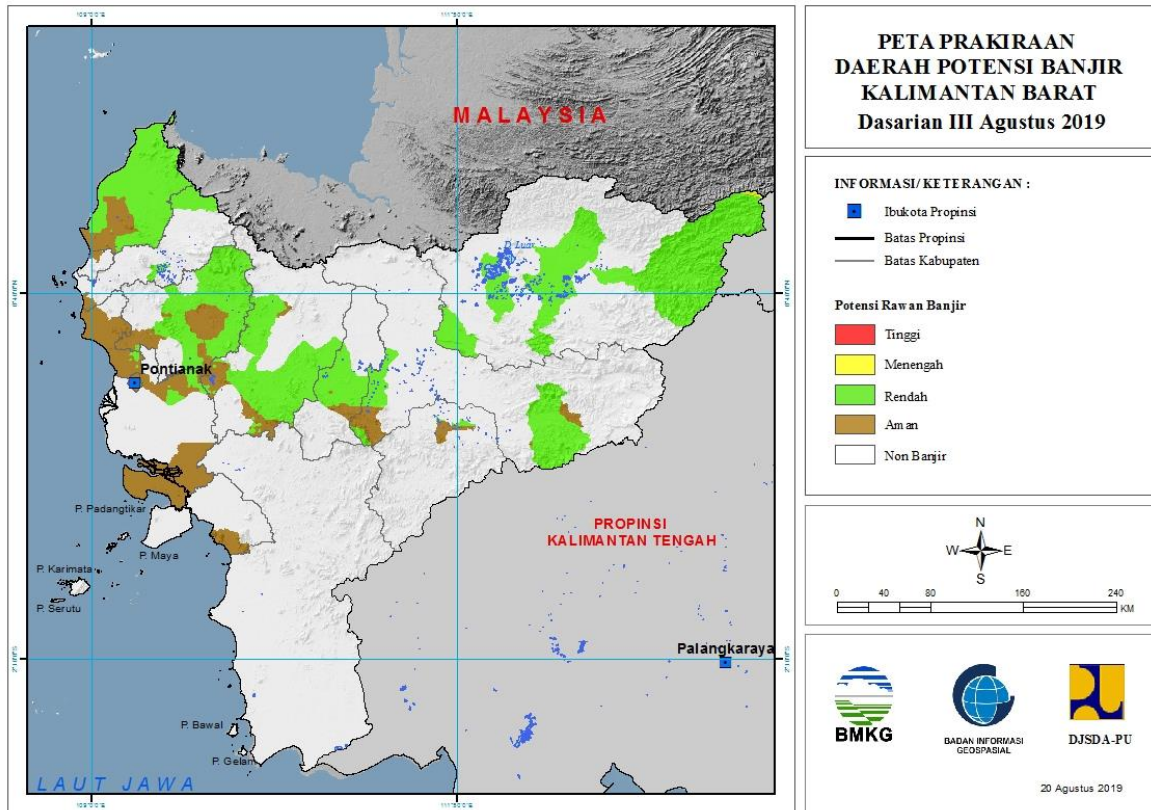 PETA PRAKIRAAN
DAERAH POTENSI BANJIR
KALIMANTAN BARAT
Dasarian III Agustus 2019
INFORMASI/KETERANGAN :
Ibukota Propinsi
Batas Propinsi
Batas Kabupaten
Potensi Rawan Banjir
Tinggi
Menengah
Rendah
Aman
Non Banjir
N
W E
S
0 40 80 160 240
KM
BMKG
BADAN INFORMASI
GEOSPASIAL
DJSDA-PU
20 Agustus 2019
MALAYSIA
Pontianak
P. Padangtikar
P. Maya
P. Karimata
P. Serutu
PROPINSI
KALIMANTAN TENGAH
Palangkaraya
P. Bawal
P. Gelam
LAUT JAWA